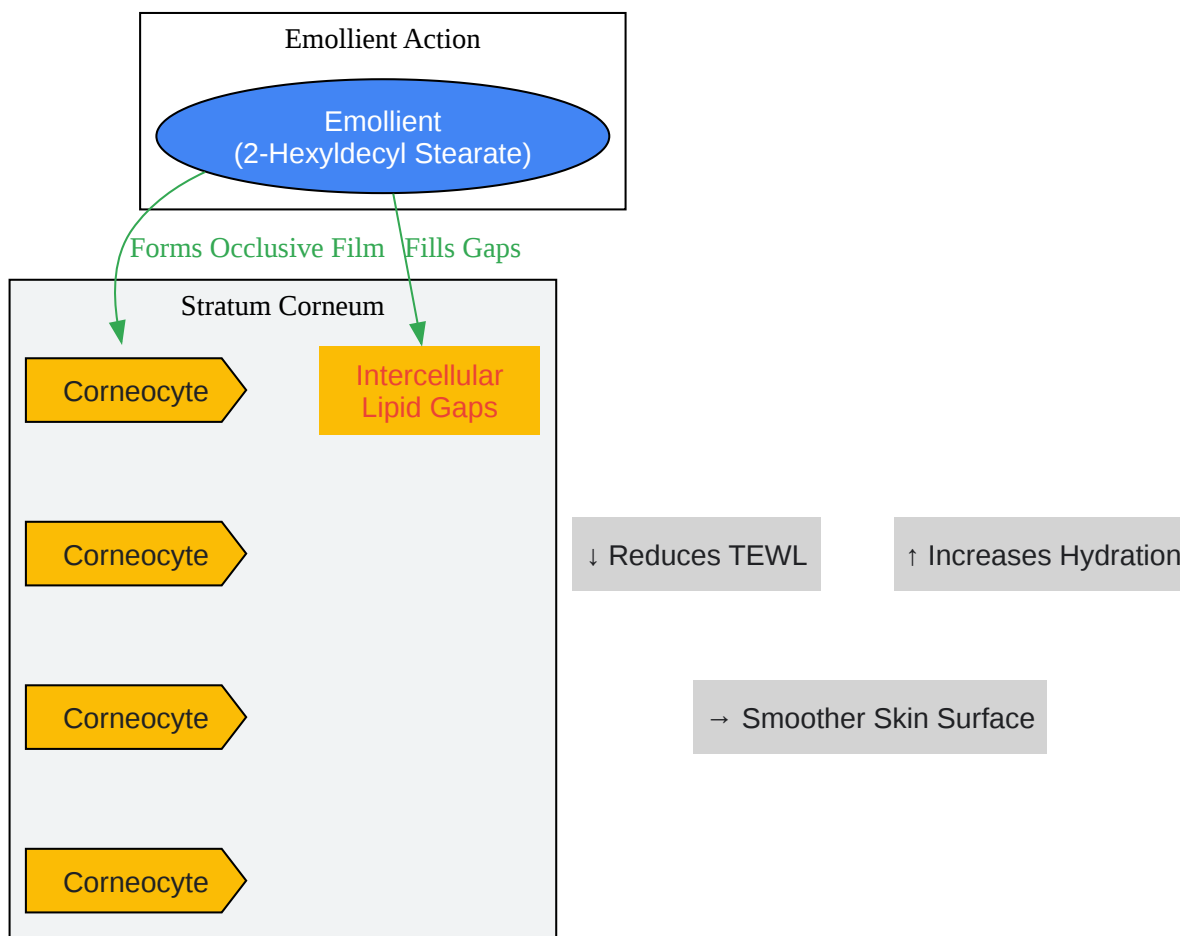 Emollient Action
Emollient
(2-Hexyldecyl Stearate)
Forms Occlusive Film
Fills Gaps
Stratum Corneum
Corneocyte
Intercellular
Lipid Gaps
Corneocyte
↓ Reduces TEWL
↑ Increases Hydration
Corneocyte
→ Smoother Skin Surface
Corneocyte